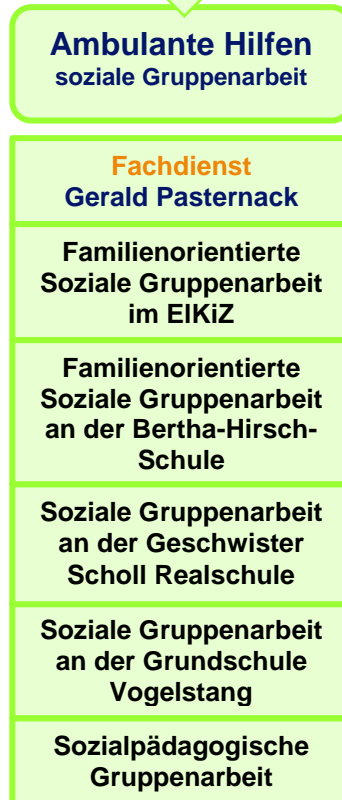 Ambulante Hilfen
soziale Gruppenarbeit
Fachdienst
Gerald Pasternack
Familienorientierte
Soziale Gruppenarbeit
im ElKiZ
Familienorientierte
Soziale Gruppenarbeit
an der Bertha-Hirsch-
Schule
Soziale Gruppenarbeit
an der Geschwister
Scholl Realschule
Soziale Gruppenarbeit
an der Grundschule
Vogelstang
Sozialpädagogische
Gruppenarbeit